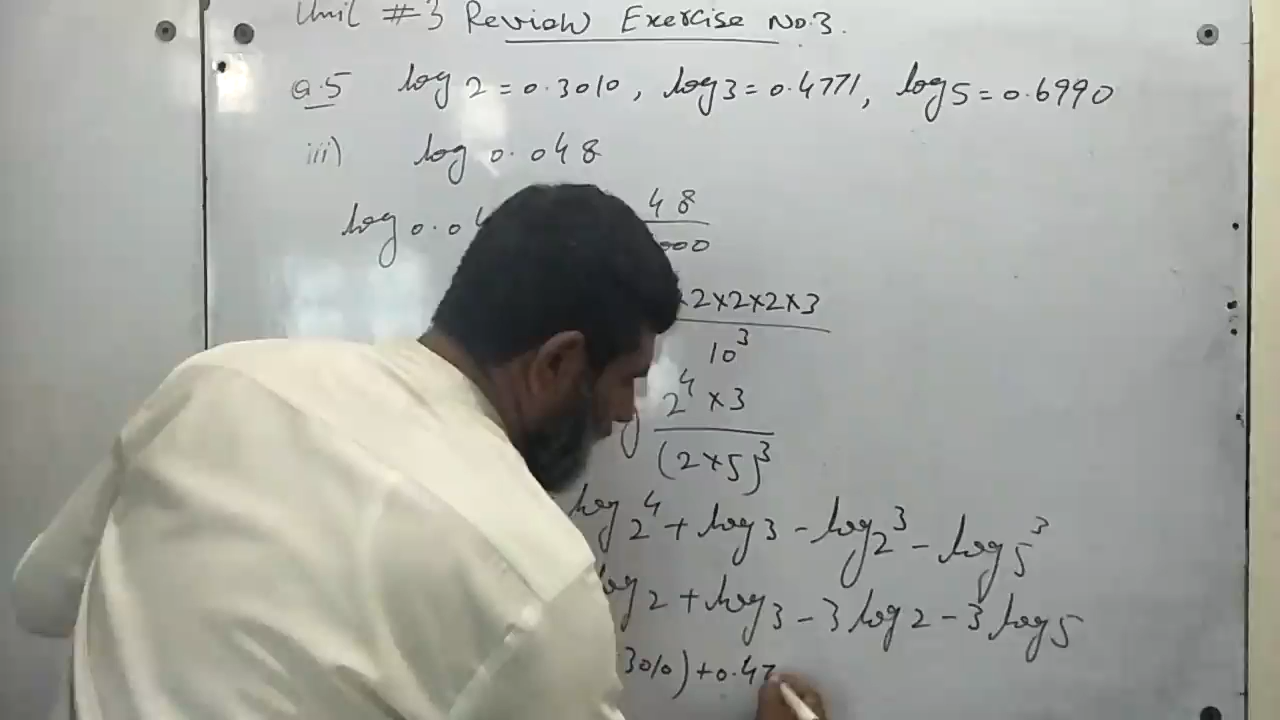 Unit #3 Review Exercise No.3.
Q.5 log 2 = 0.3010, log 3 = 0.4771, log 5 = 0.6990
iii) log 0.048
log 0.04 48
000
×2×2×2×3
10³
2⁴ × 3
(2×5)³
log 2⁴ + log 3 - log 2³ - log 5³
log 2 + log 3 - 3 log 2 - 3 log 5
3010) + 0.47